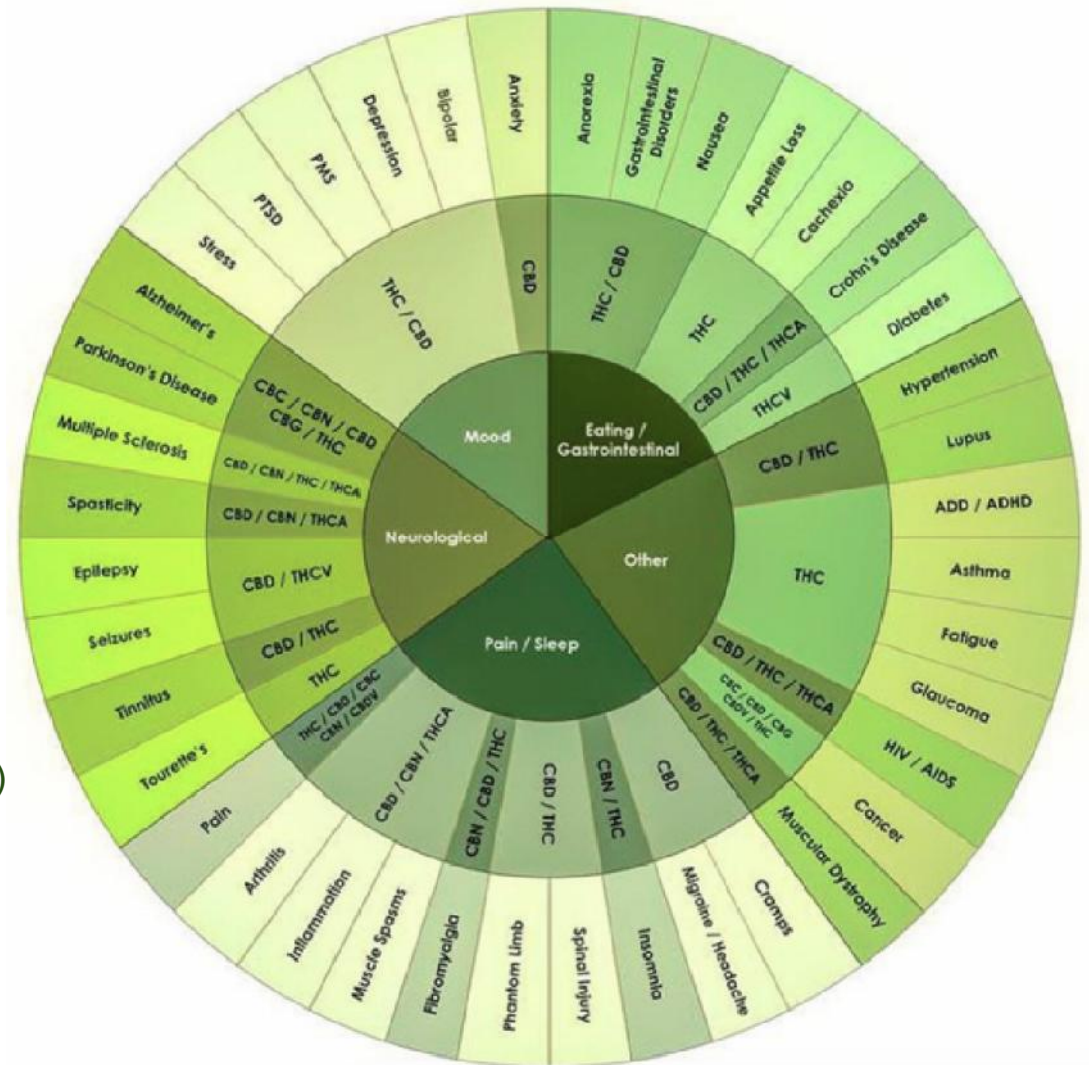 Anxiety
Anorexia
Gastrointestinal
Disorders
Nausea
Appetite Loss
Cachexia
Crohn's Disease
Diabetes
Hypertension
Lupus
ADD / ADHD
Asthma
Fatigue
Glaucoma
HIV / AIDS
Cancer
Muscular Dystrophy
Cramps
Migraine / Headache
Insomnia
Spinal Injury
Phantom Limb
Fibromyalgia
Muscle Spasms
Inflammation
Arthritis
Pain
Tourette's
Tinnitus
Seizures
Epilepsy
Spasticity
Multiple Sclerosis
Parkinson's Disease
Alzheimer's
Stress
PTSD
PMS
Depression
Bipolar
CBD
THC / CBD
THC
CBD / THC / THCA
THCV
CBD / THC
THC
CBD / THC / THCA
CBC / CBD / CBG
CBDV / THC
CBD / THC / THCA
CBD
CBN / THC
CBD / THC
CBN / CBD / THC
CBD / CBN / THCA
THC / CBD / CBC
CBN / CBDV
THC
CBD / THC
CBD / THCV
CBD / CBN / THCA
CBD / CBN / THC / THCA
CBC / CBN / CBD
CBG / THC
THC / CBD
Mood
Eating /
Gastrointestinal
Other
Pain / Sleep
Neurological
)